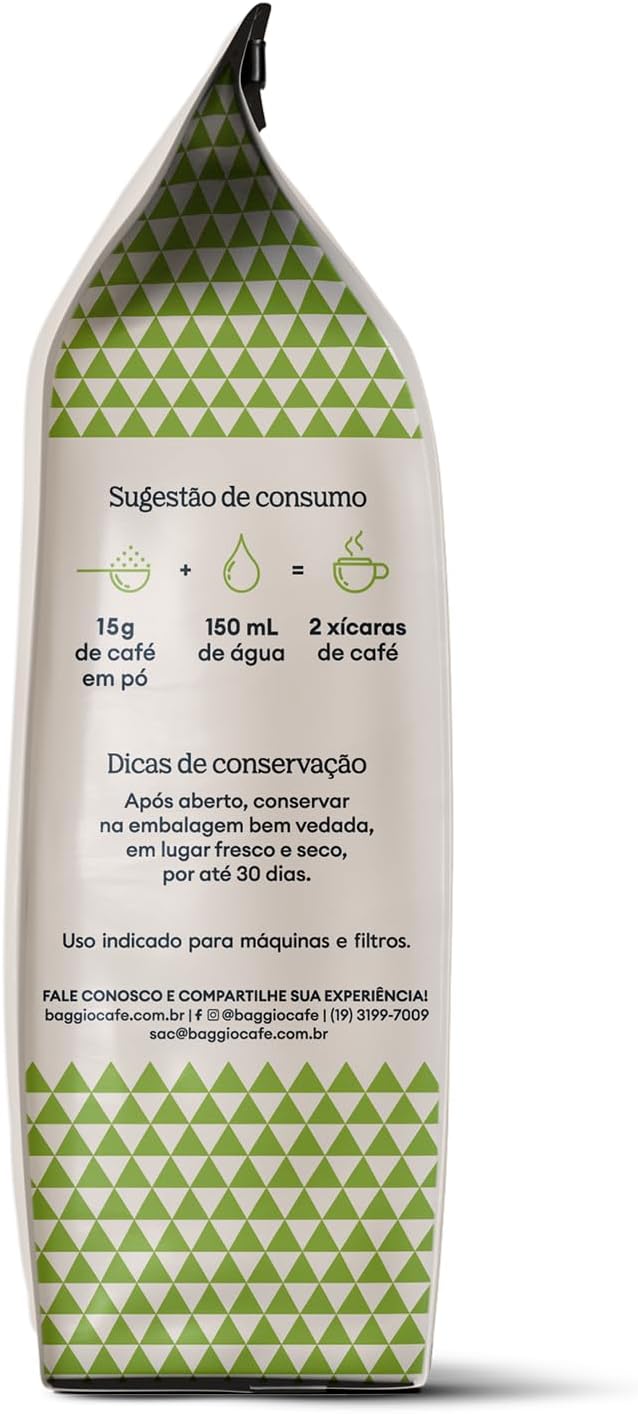 Sugestão de consumo
+ =
15g 150 mL 2 xícaras
de café de água de café
em pó
Dicas de conservação
Após aberto, conservar
na embalagem bem vedada,
em lugar fresco e seco,
por até 30 dias.
Uso indicado para máquinas e filtros.
FALE CONOSCO E COMPARTILHE SUA EXPERIÊNCIA!
baggiocafe.com.br | f @baggiocafe | (19) 3199-7009
sac@baggiocafe.com.br